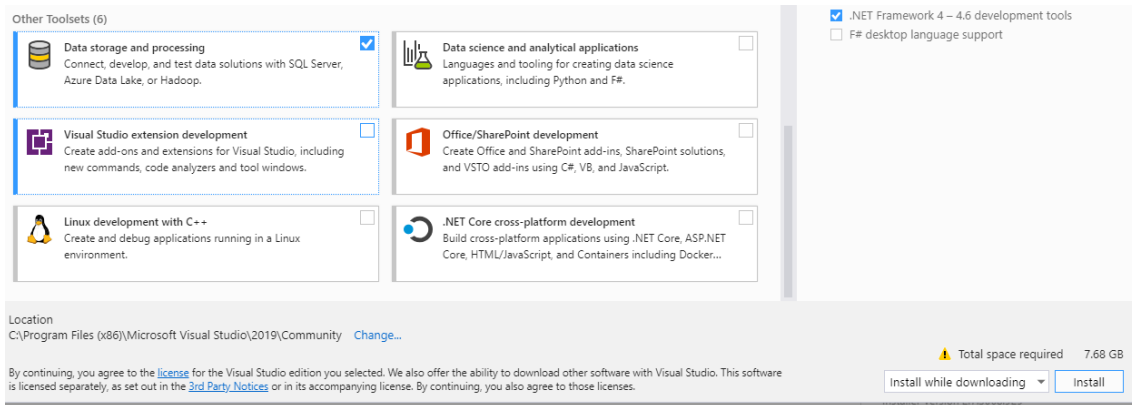 Other Toolsets (6)
Data storage and processing
Connect, develop, and test data solutions with SQL Server,
Azure Data Lake, or Hadoop.
Data science and analytical applications
Languages and tooling for creating data science
applications, including Python and F#.
Visual Studio extension development
Create add-ons and extensions for Visual Studio, including
new commands, code analyzers and tool windows.
Office/SharePoint development
Create Office and SharePoint add-ins, SharePoint solutions,
and VSTO add-ins using C#, VB, and JavaScript.
Linux development with C++
Create and debug applications running in a Linux
environment.
.NET Core cross-platform development
Build cross-platform applications using .NET Core, ASP.NET
Core, HTML/JavaScript, and Containers including Docker...
.NET Framework 4 – 4.6 development tools
F# desktop language support
Location
C:\Program Files (x86)\Microsoft Visual Studio\2019\Community Change...
By continuing, you agree to the license for the Visual Studio edition you selected. We also offer the ability to download other software with Visual Studio. This software
is licensed separately, as set out in the 3rd Party Notices or in its accompanying license. By continuing, you also agree to those licenses.
Total space required 7.68 GB
Install while downloading Install